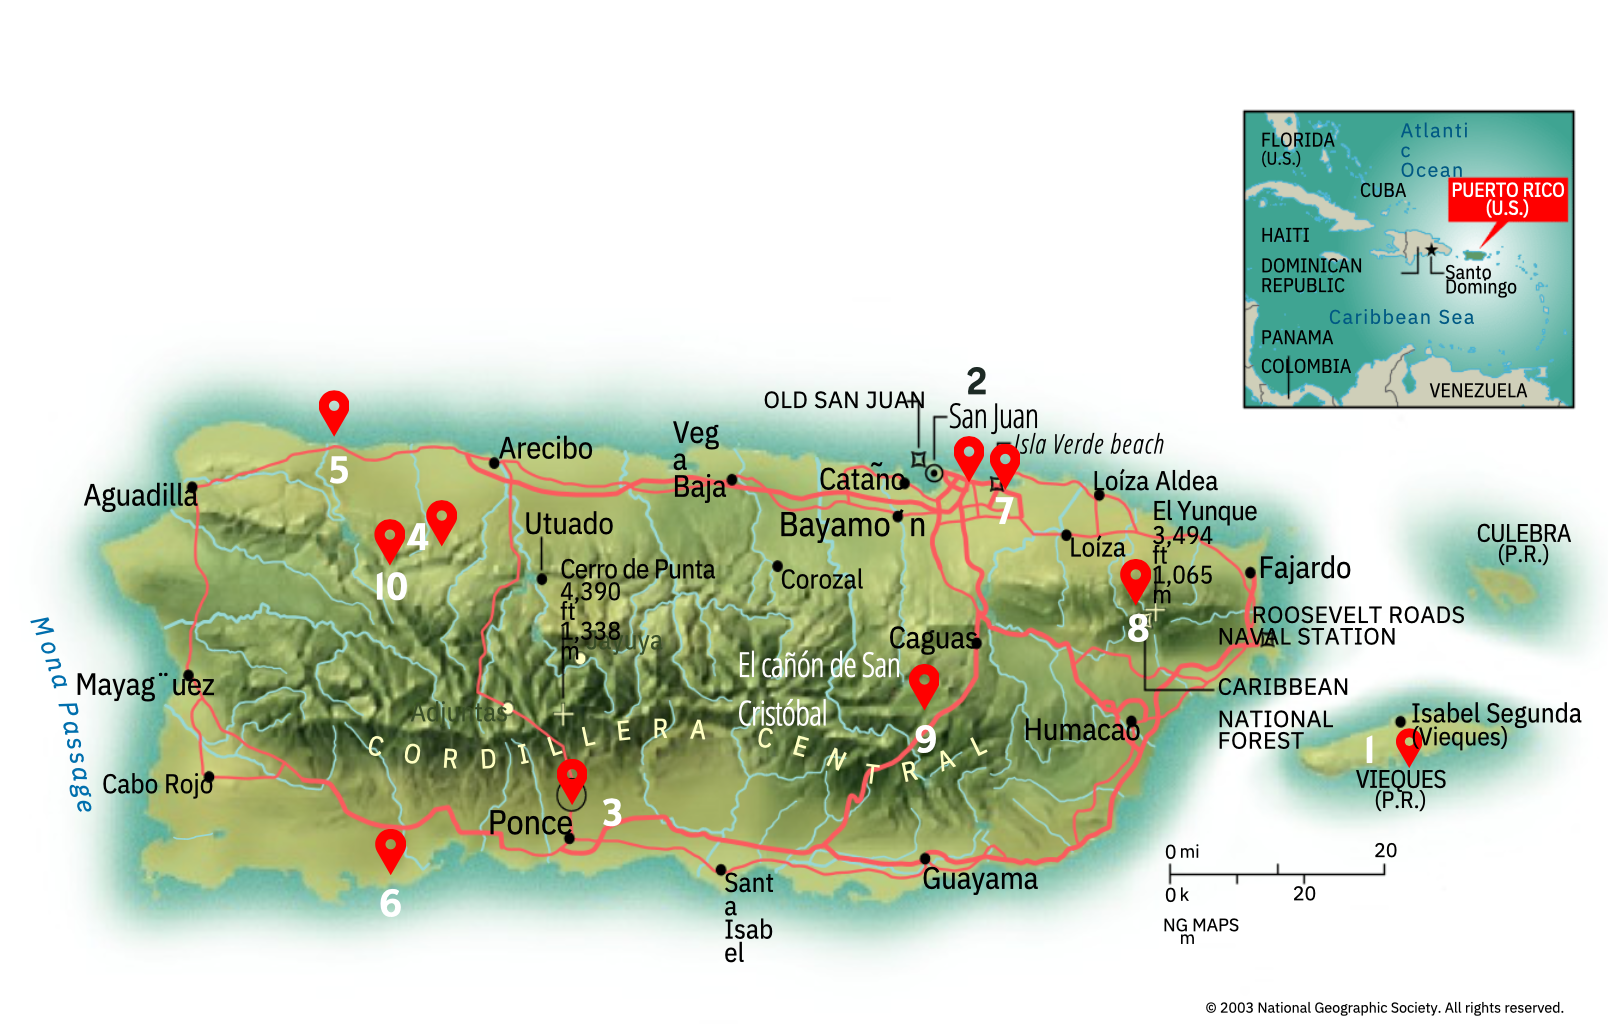 FLORIDA
(U.S.)
Atlanti
c
Ocean
CUBA
PUERTO RICO
(U.S.)
HAITI
DOMINICAN
REPUBLIC
Santo
Domingo
Caribbean Sea
PANAMA
COLOMBIA
VENEZUELA
2
OLD SAN JUAN
San Juan
Isla Verde beach
5
Arecibo
Veg
a
Baja
Cataño
Loíza Aldea
Aguadilla
7
Utuado
4
Bayamo´n
El Yunque
3,494
ft
1,065
m
Loíza
CULEBRA
(P.R.)
10
Cerro de Punta
4,390
ft
1,338
m
Jayuya
Corozal
Fajardo
8
ROOSEVELT ROADS
NAVAL STATION
Caguas
Mona Passage
Mayag¨uez
El cañón de San
Cristóbal
CARIBBEAN
NATIONAL
FOREST
Adjuntas
CORDILLERA CENTRAL
9
Humacao
Isabel Segunda
(Vieques)
1
VIEQUES
(P.R.)
Cabo Rojo
Ponce
3
6
Sant
a
Isab
el
Guayama
0 mi 20
0 k 20
m
NG MAPS
© 2003 National Geographic Society. All rights reserved.